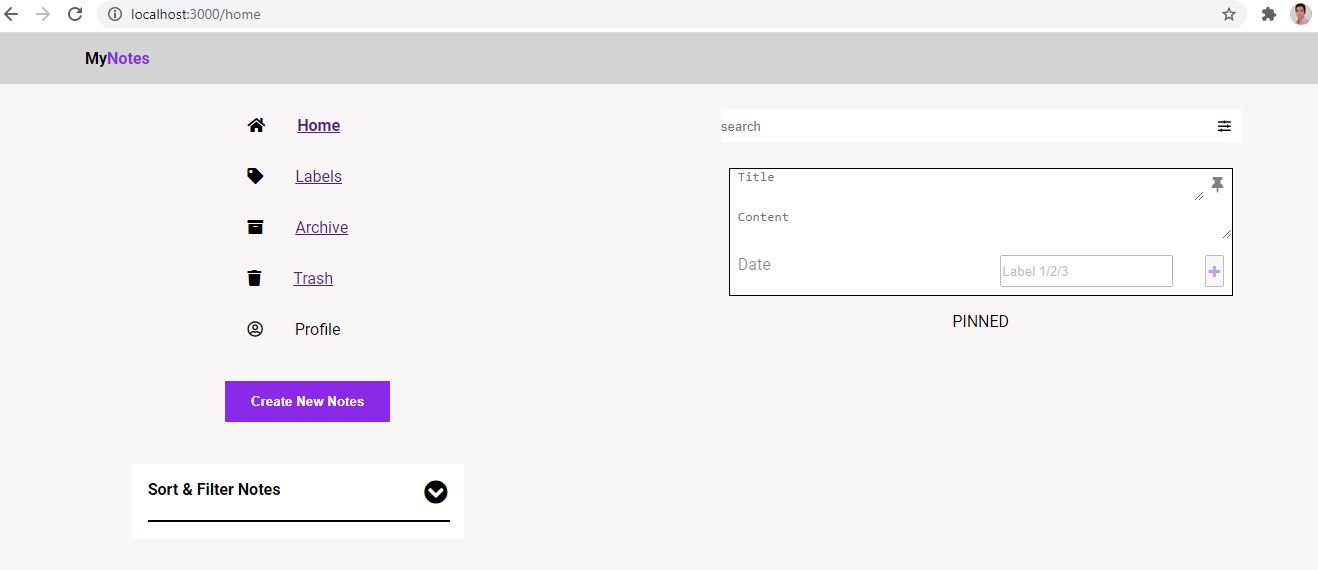 localhost:3000/home
MyNotes
Home
Labels
Archive
Trash
Profile
Create New Notes
Sort & Filter Notes
search
Title
Content
Date
Label 1/2/3
PINNED